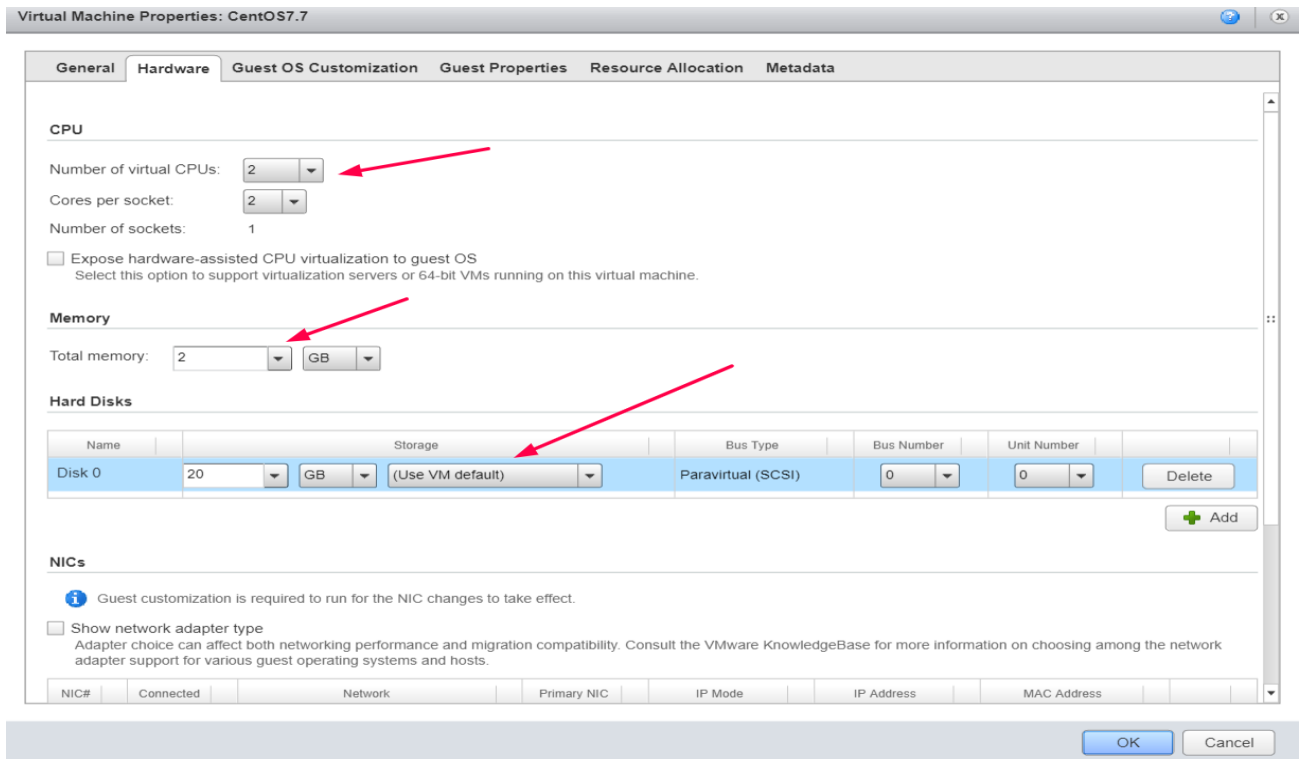 Virtual Machine Properties: CentOS7.7
General Hardware Guest OS Customization Guest Properties Resource Allocation Metadata
CPU
Number of virtual CPUs: 2
Cores per socket: 2
Number of sockets: 1
Expose hardware-assisted CPU virtualization to guest OS
Select this option to support virtualization servers or 64-bit VMs running on this virtual machine.
Memory
Total memory: 2 GB
Hard Disks
Name Storage Bus Type Bus Number Unit Number
Disk 0 20 GB (Use VM default) Paravirtual (SCSI) 0 0 Delete
Add
NICs
Guest customization is required to run for the NIC changes to take effect.
Show network adapter type
Adapter choice can affect both networking performance and migration compatibility. Consult the VMware KnowledgeBase for more information on choosing among the network
adapter support for various guest operating systems and hosts.
NIC# Connected Network Primary NIC IP Mode IP Address MAC Address
OK Cancel